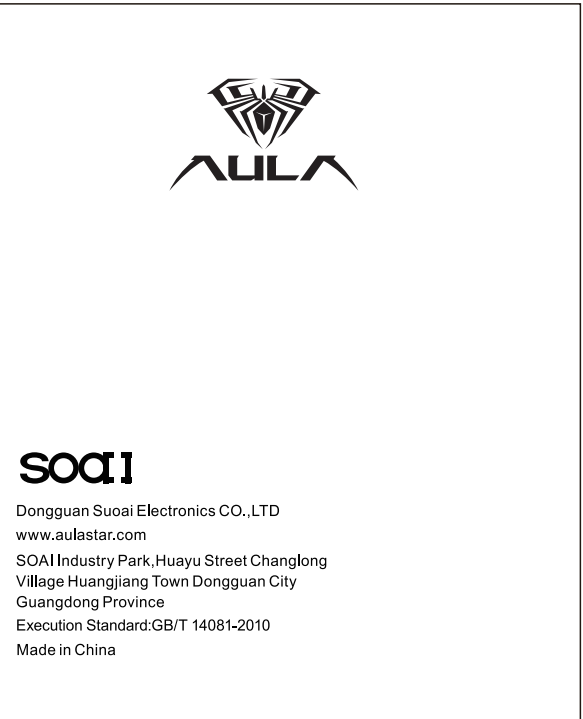 AULA
soai
Dongguan Suoai Electronics CO.,LTD
www.aulastar.com
SOAI Industry Park,Huayu Street Changlong
Village Huangjiang Town Dongguan City
Guangdong Province
Execution Standard:GB/T 14081-2010
Made in China